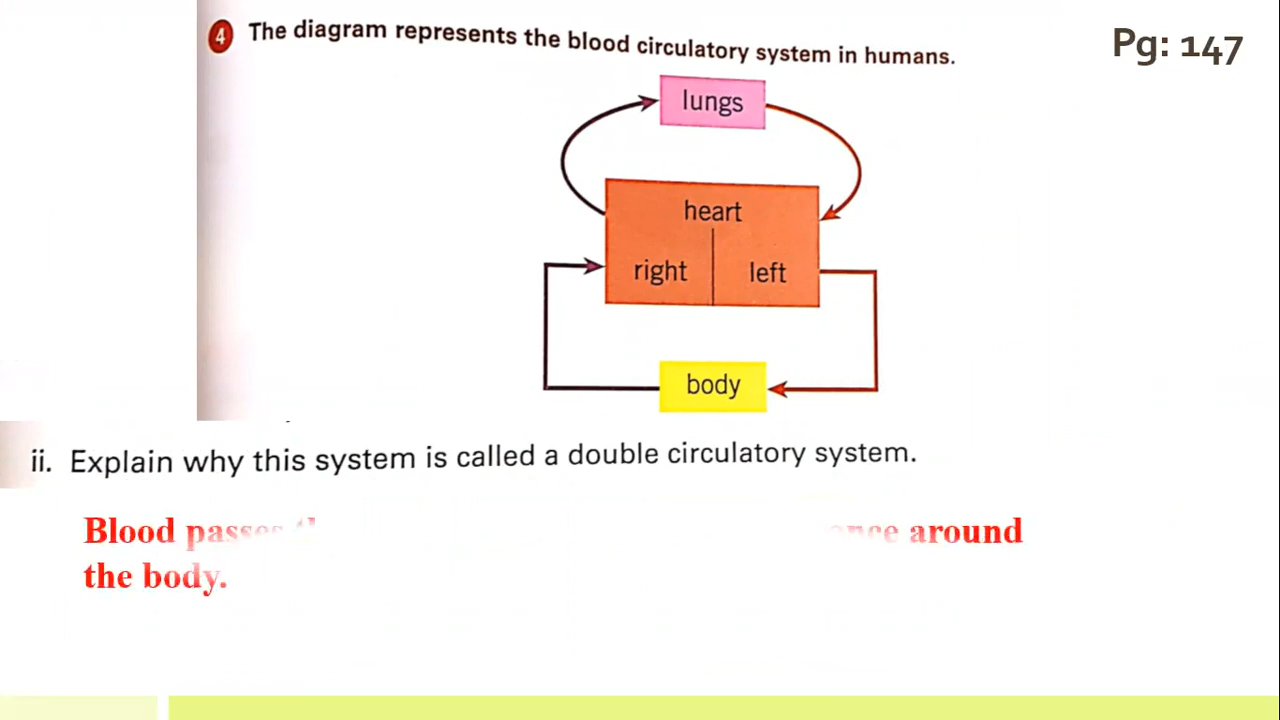 4 The diagram represents the blood circulatory system in humans.
Pg: 147
lungs
heart
right left
body
ii. Explain why this system is called a double circulatory system.
Blood passes around
the body.